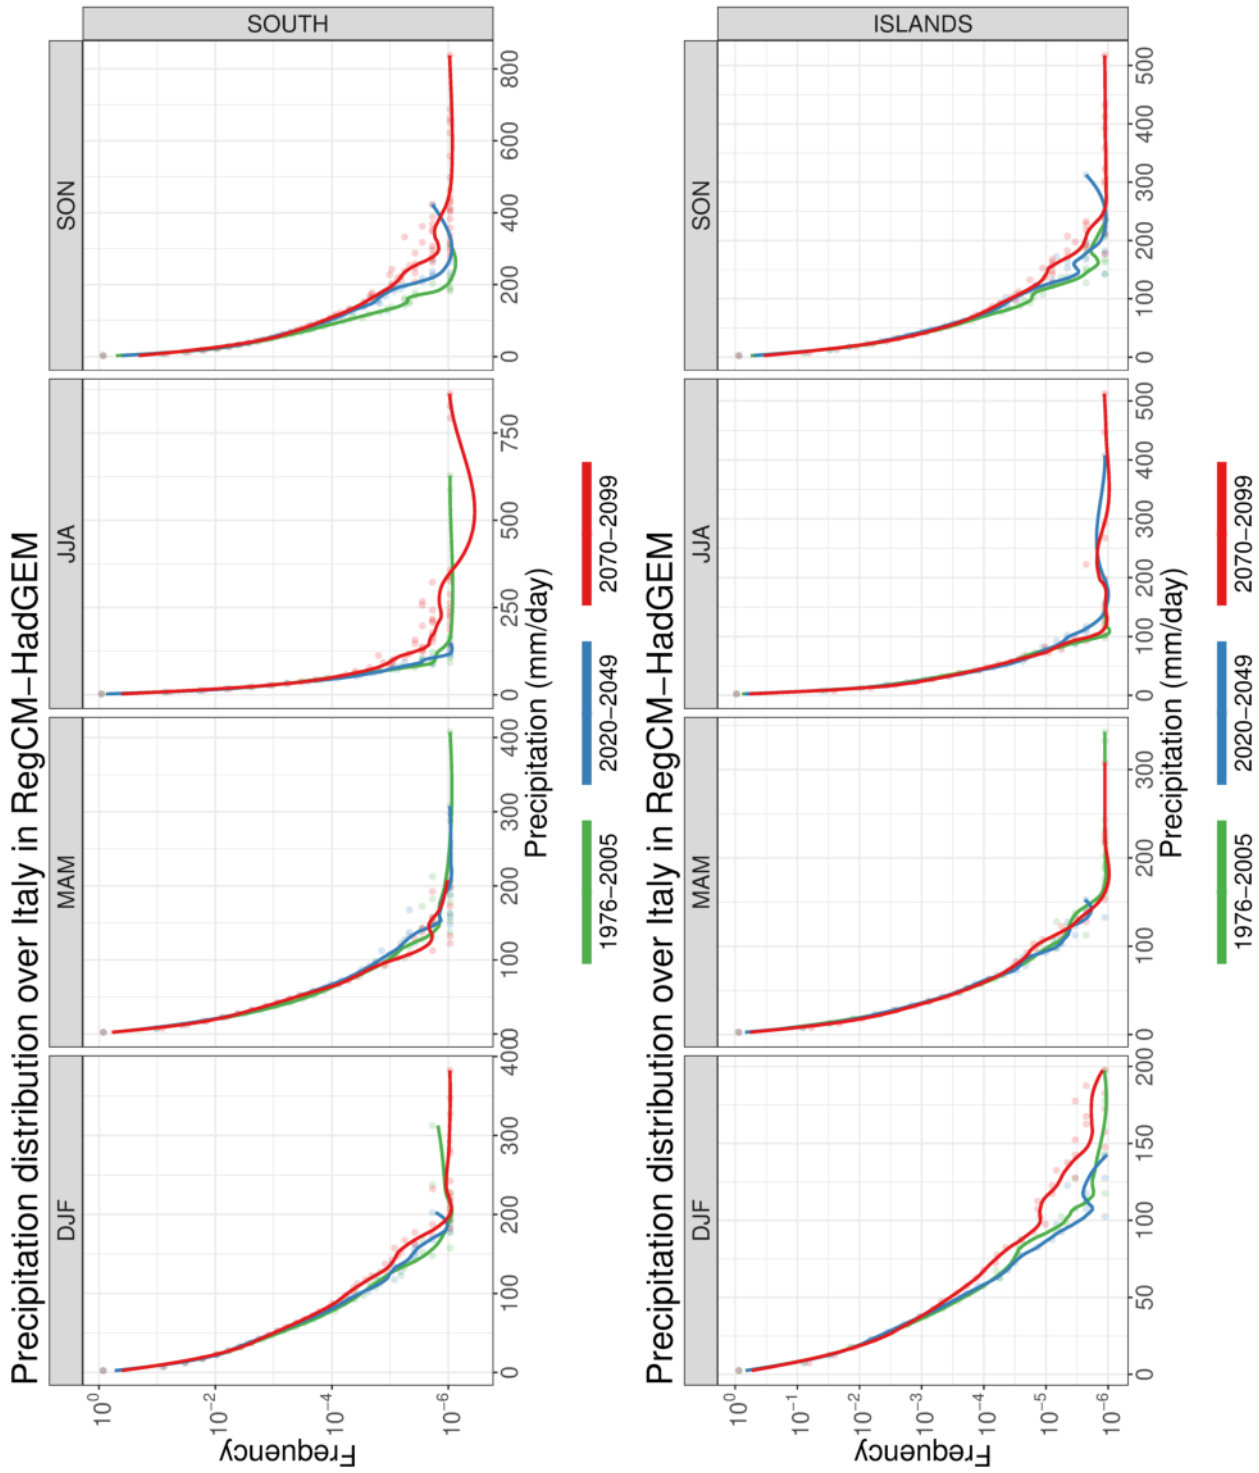 Precipitation distribution over Italy in RegCM−HadGEM
DJF
MAM
JJA
SON
SOUTH
Frequency
10^0
10^−2
10^−4
10^−6
0 100 200 300 400
0 100 200 300 400
0 250 500 750
0 200 400 600 800
Precipitation (mm/day)
1976−2005 2020−2049 2070−2099
Precipitation distribution over Italy in RegCM−HadGEM
DJF
MAM
JJA
SON
ISLANDS
Frequency
10^0
10^−1
10^−2
10^−3
10^−4
10^−5
10^−6
0 50 100 150 200
0 100 200 300
0 100 200 300 400 500
0 100 200 300 400 500
Precipitation (mm/day)
1976−2005 2020−2049 2070−2099